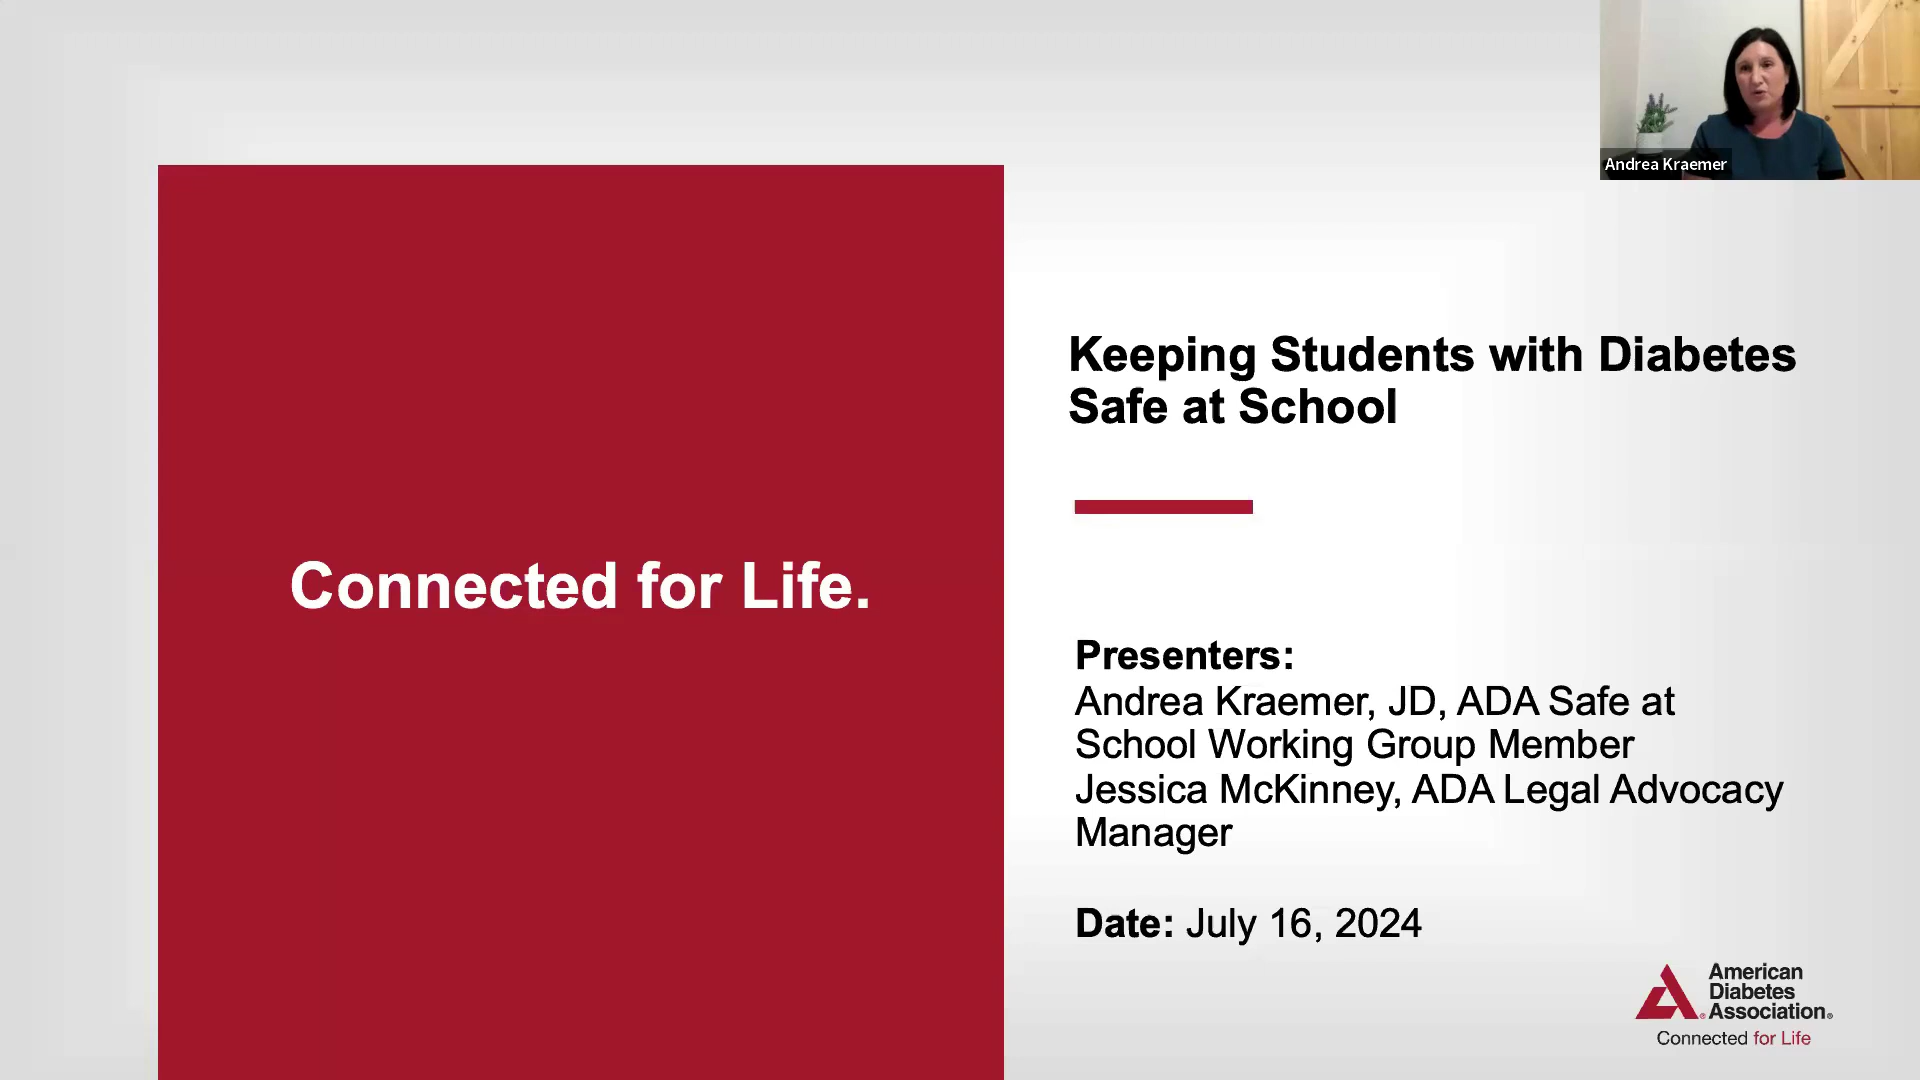 Andrea Kraemer
Keeping Students with Diabetes
Safe at School
Connected for Life.
Presenters:
Andrea Kraemer, JD, ADA Safe at
School Working Group Member
Jessica McKinney, ADA Legal Advocacy
Manager
Date: July 16, 2024
American
Diabetes
Association®
Connected for Life